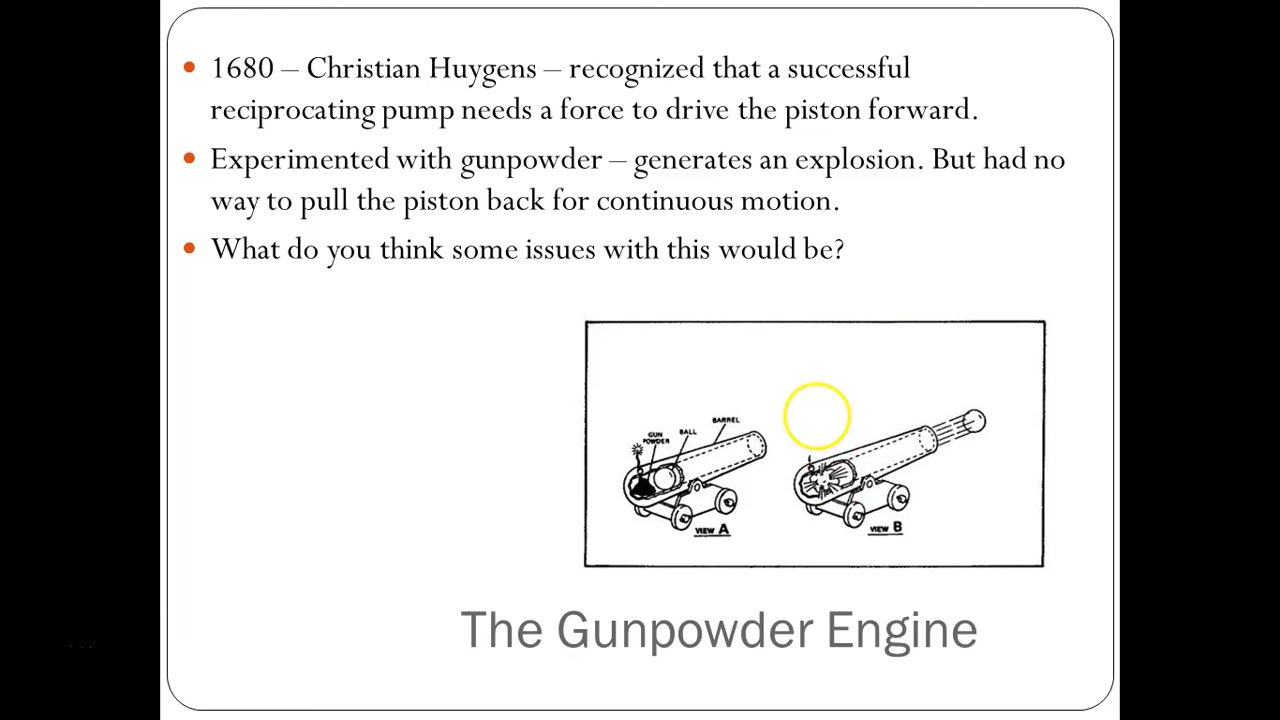 1680 – Christian Huygens – recognized that a successful
reciprocating pump needs a force to drive the piston forward.
Experimented with gunpowder – generates an explosion. But had no
way to pull the piston back for continuous motion.
What do you think some issues with this would be?
BARREL
BALL
GUN
POWDER
VIEW A
VIEW B
The Gunpowder Engine